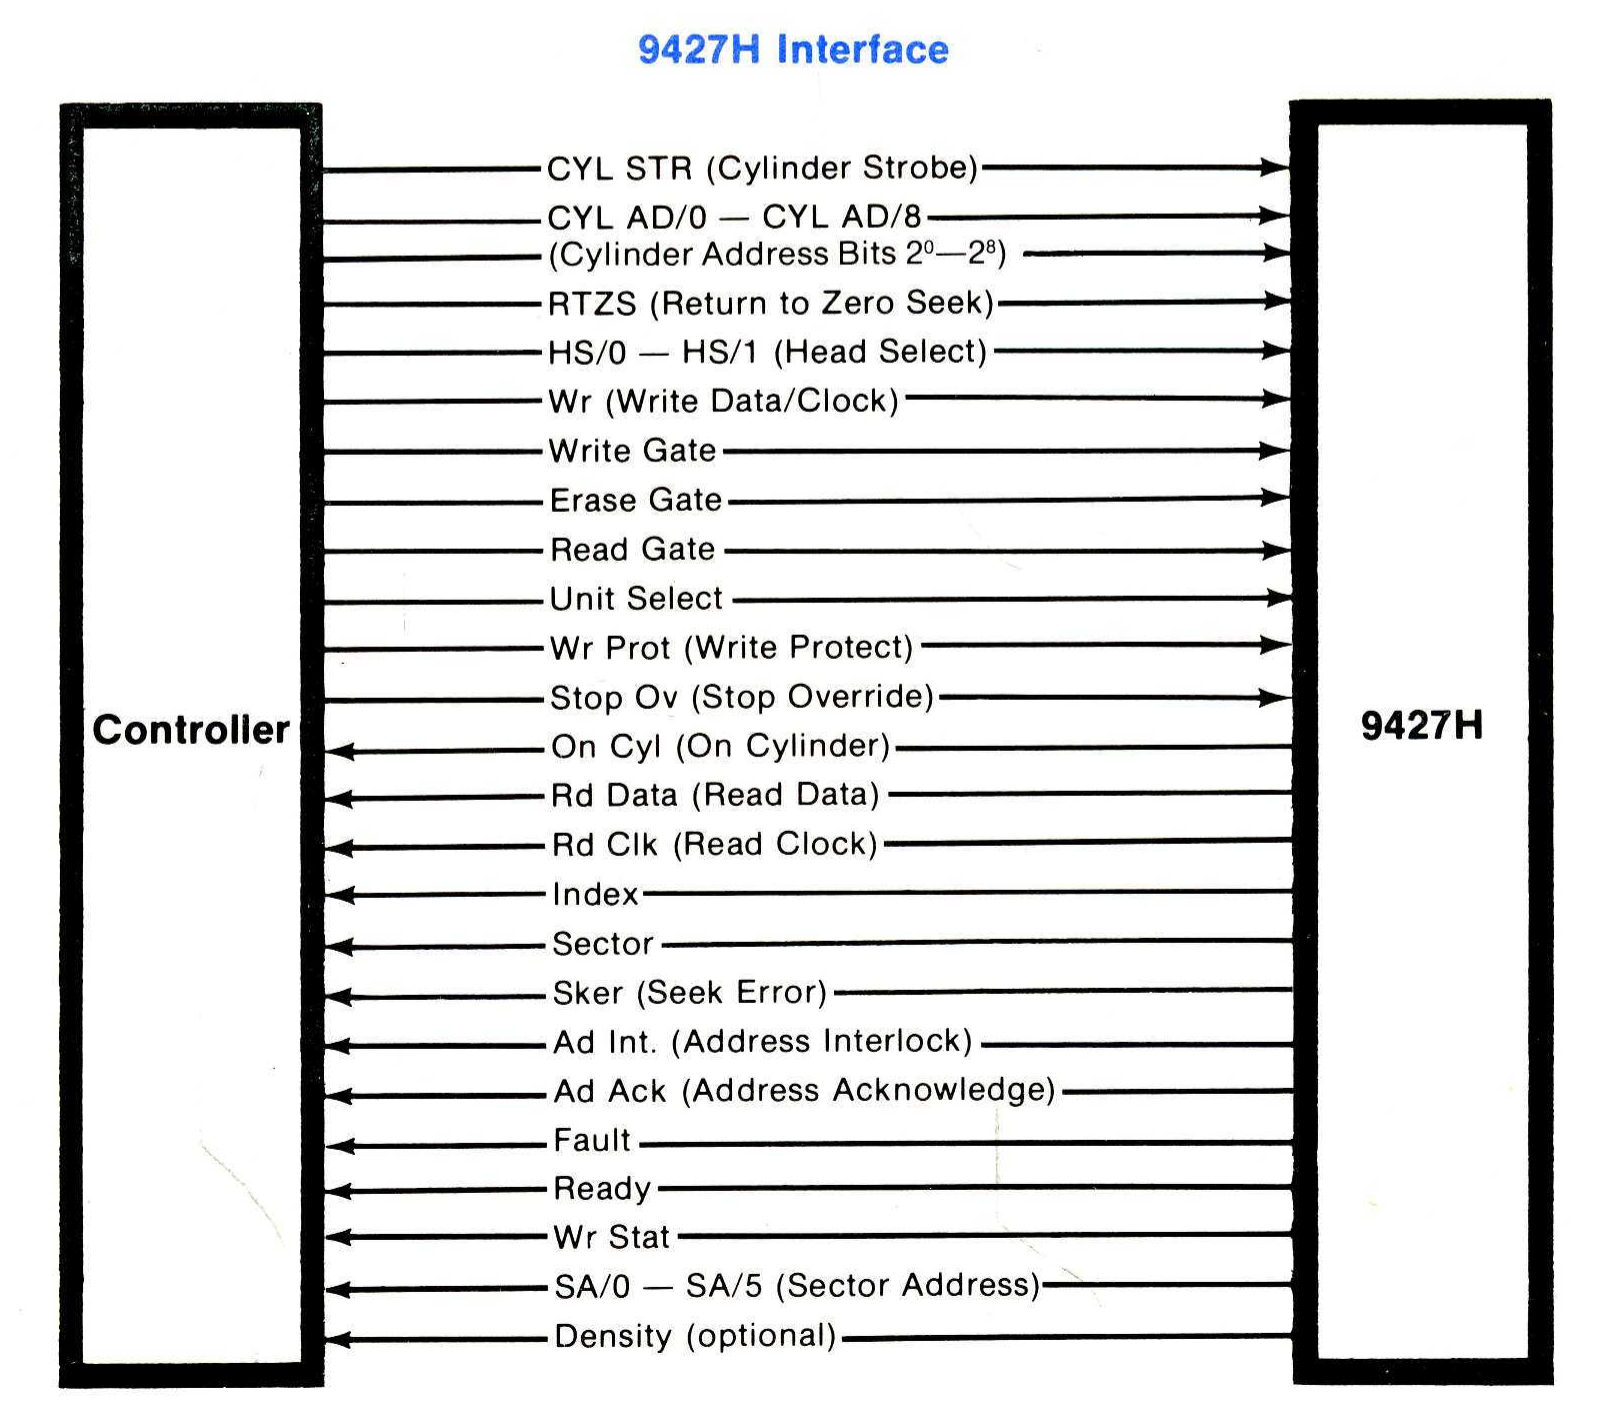 9427H Interface
CYL STR (Cylinder Strobe)
CYL AD/0 — CYL AD/8
(Cylinder Address Bits 2⁰—2⁸)
RTZS (Return to Zero Seek)
HS/0 — HS/1 (Head Select)
Wr (Write Data/Clock)
Write Gate
Erase Gate
Read Gate
Unit Select
Wr Prot (Write Protect)
Stop Ov (Stop Override)
Controller
9427H
On Cyl (On Cylinder)
Rd Data (Read Data)
Rd Clk (Read Clock)
Index
Sector
Sker (Seek Error)
Ad Int. (Address Interlock)
Ad Ack (Address Acknowledge)
Fault
Ready
Wr Stat
SA/0 — SA/5 (Sector Address)
Density (optional)